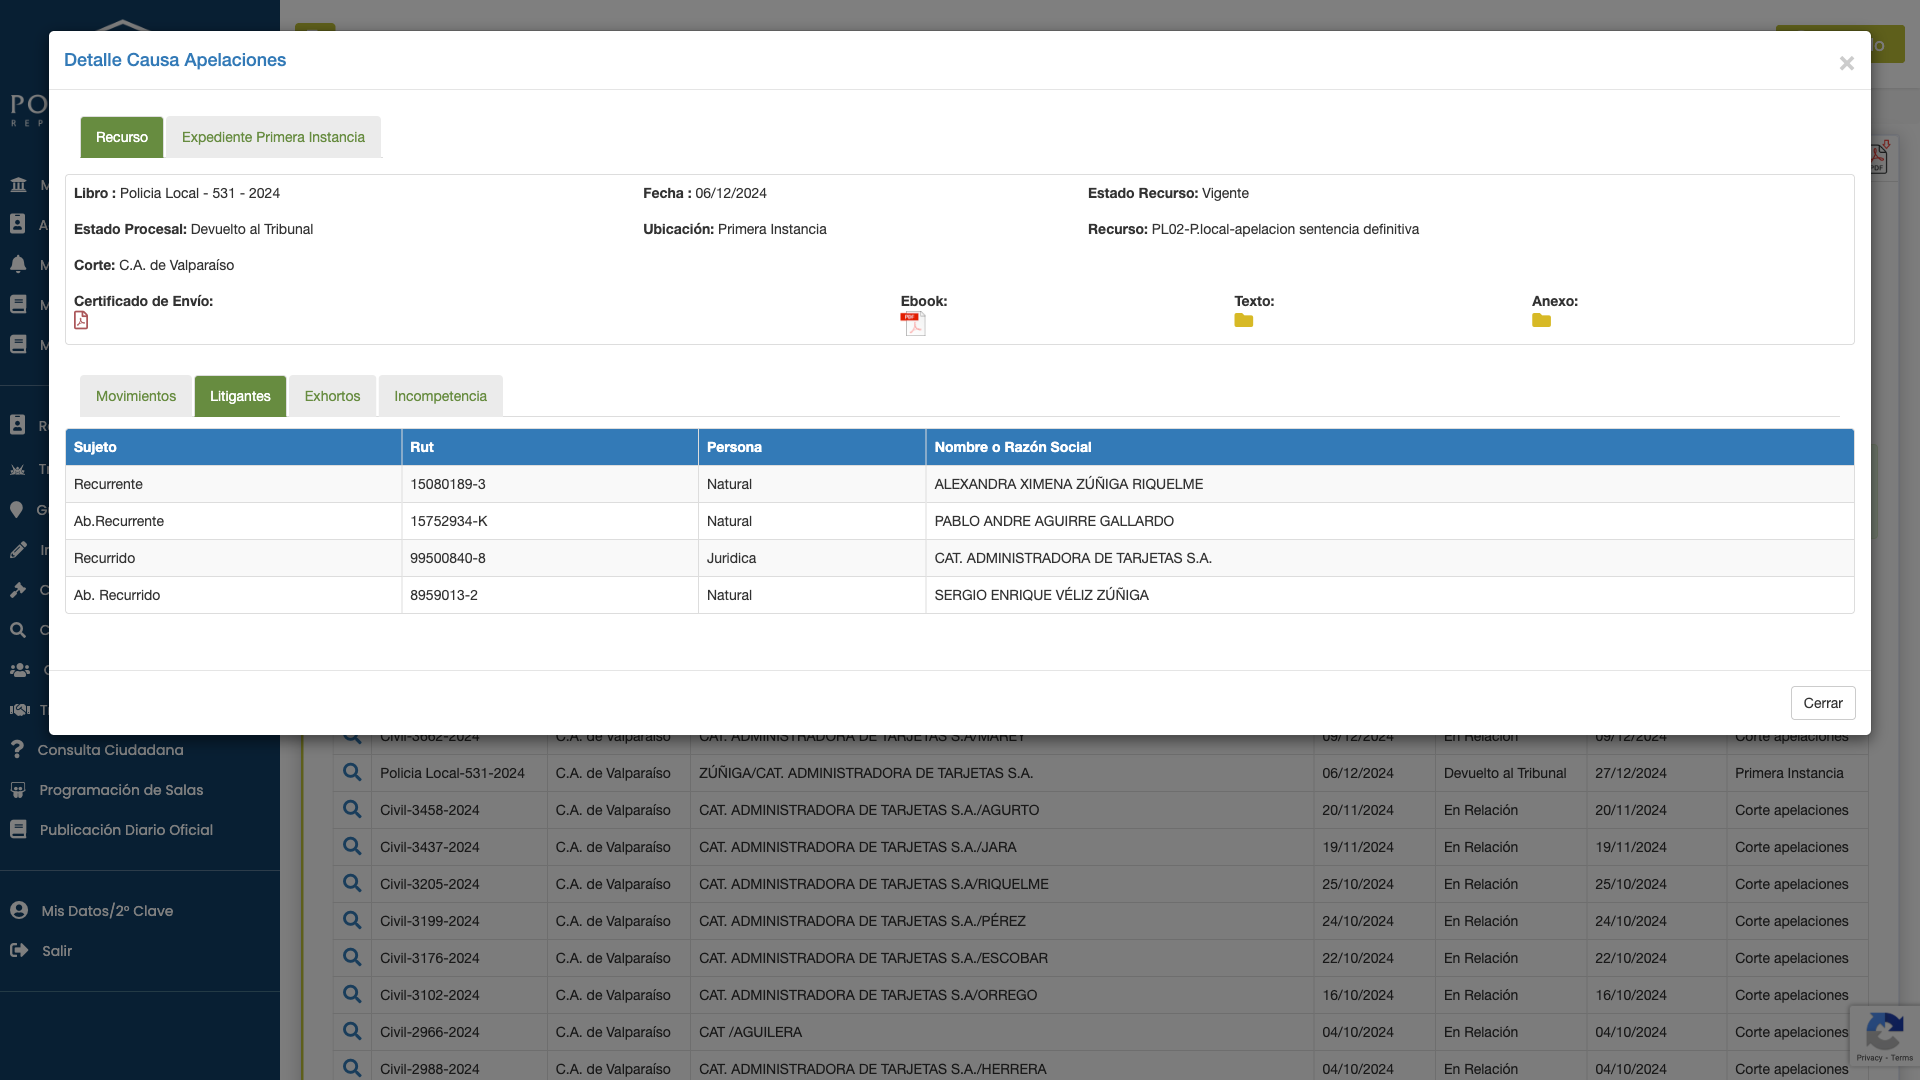 Detalle Causa Apelaciones
×
Recurso
Expediente Primera Instancia
Libro : Policia Local - 531 - 2024
Fecha : 06/12/2024
Estado Recurso: Vigente
Estado Procesal: Devuelto al Tribunal
Ubicación: Primera Instancia
Recurso: PL02-P.local-apelacion sentencia definitiva
Corte: C.A. de Valparaíso
Certificado de Envío:
Ebook:
Texto:
Anexo:
Movimientos
Litigantes
Exhortos
Incompetencia
Sujeto Rut Persona Nombre o Razón Social
Recurrente 15080189-3 Natural ALEXANDRA XIMENA ZÚÑIGA RIQUELME
Ab.Recurrente 15752934-K Natural PABLO ANDRE AGUIRRE GALLARDO
Recurrido 99500840-8 Juridica CAT. ADMINISTRADORA DE TARJETAS S.A.
Ab. Recurrido 8959013-2 Natural SERGIO ENRIQUE VÉLIZ ZÚÑIGA
Cerrar
Consulta Ciudadana
Programación de Salas
Publicación Diario Oficial
Mis Datos/2º Clave
Salir
Civil-3662-2024 C.A. de Valparaíso CAT. ADMINISTRADORA DE TARJETAS S.A/MAREY 09/12/2024 En Relación 09/12/2024 Corte apelaciones
Policia Local-531-2024 C.A. de Valparaíso ZÚÑIGA/CAT. ADMINISTRADORA DE TARJETAS S.A. 06/12/2024 Devuelto al Tribunal 27/12/2024 Primera Instancia
Civil-3458-2024 C.A. de Valparaíso CAT. ADMINISTRADORA DE TARJETAS S.A./AGURTO 20/11/2024 En Relación 20/11/2024 Corte apelaciones
Civil-3437-2024 C.A. de Valparaíso CAT. ADMINISTRADORA DE TARJETAS S.A./JARA 19/11/2024 En Relación 19/11/2024 Corte apelaciones
Civil-3205-2024 C.A. de Valparaíso CAT. ADMINISTRADORA DE TARJETAS S.A/RIQUELME 25/10/2024 En Relación 25/10/2024 Corte apelaciones
Civil-3199-2024 C.A. de Valparaíso CAT. ADMINISTRADORA DE TARJETAS S.A./PÉREZ 24/10/2024 En Relación 24/10/2024 Corte apelaciones
Civil-3176-2024 C.A. de Valparaíso CAT. ADMINISTRADORA DE TARJETAS S.A./ESCOBAR 22/10/2024 En Relación 22/10/2024 Corte apelaciones
Civil-3102-2024 C.A. de Valparaíso CAT. ADMINISTRADORA DE TARJETAS S.A/ORREGO 16/10/2024 En Relación 16/10/2024 Corte apelaciones
Civil-2966-2024 C.A. de Valparaíso CAT /AGUILERA 04/10/2024 En Relación 04/10/2024 Corte apelaciones
Civil-2988-2024 C.A. de Valparaíso CAT. ADMINISTRADORA DE TARJETAS S.A./HERRERA 04/10/2024 En Relación 04/10/2024 Corte apelaciones
Privacy - Terms